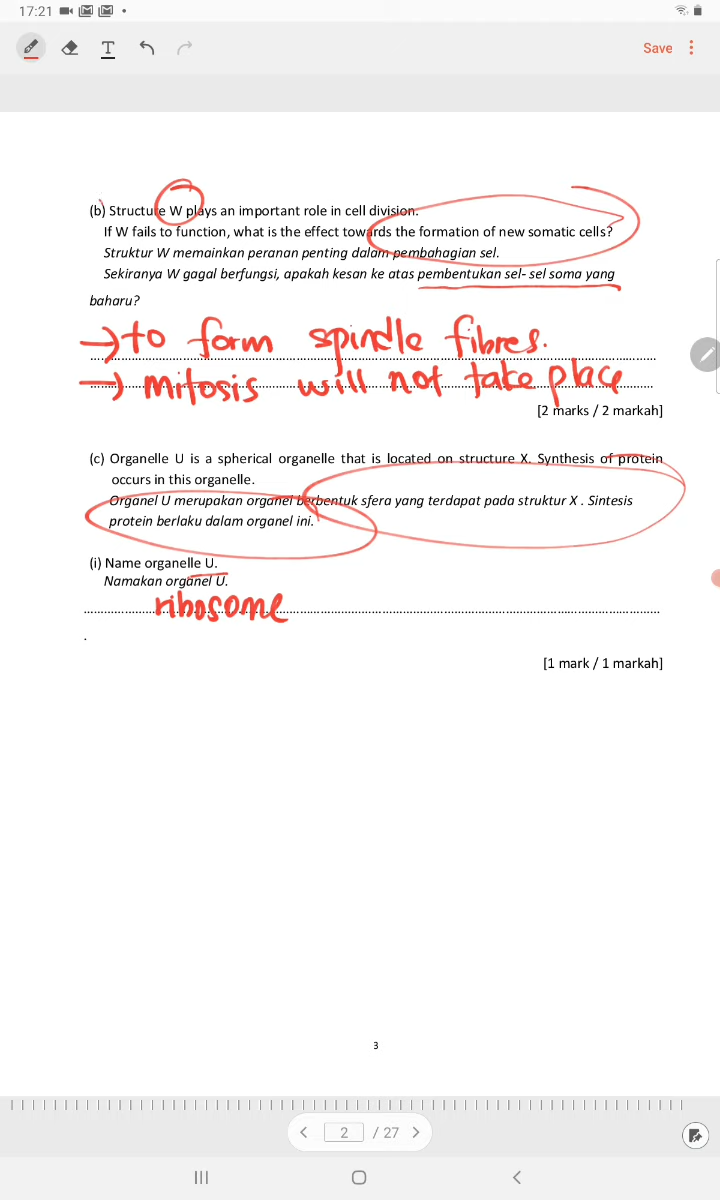 17:21
Save
(b) Structure W plays an important role in cell division.
If W fails to function, what is the effect towards the formation of new somatic cells?
Struktur W memainkan peranan penting dalam pembahagian sel.
Sekiranya W gagal berfungsi, apakah kesan ke atas pembentukan sel- sel soma yang
baharu?
→ to form spindle fibres.
→ mitosis will not take place
[2 marks / 2 markah]
(c) Organelle U is a spherical organelle that is located on structure X. Synthesis of protein
occurs in this organelle.
Organel U merupakan organel berbentuk sfera yang terdapat pada struktur X . Sintesis
protein berlaku dalam organel ini.
(i) Name organelle U.
Namakan organel U.
ribosome
[1 mark / 1 markah]
3
2 / 27